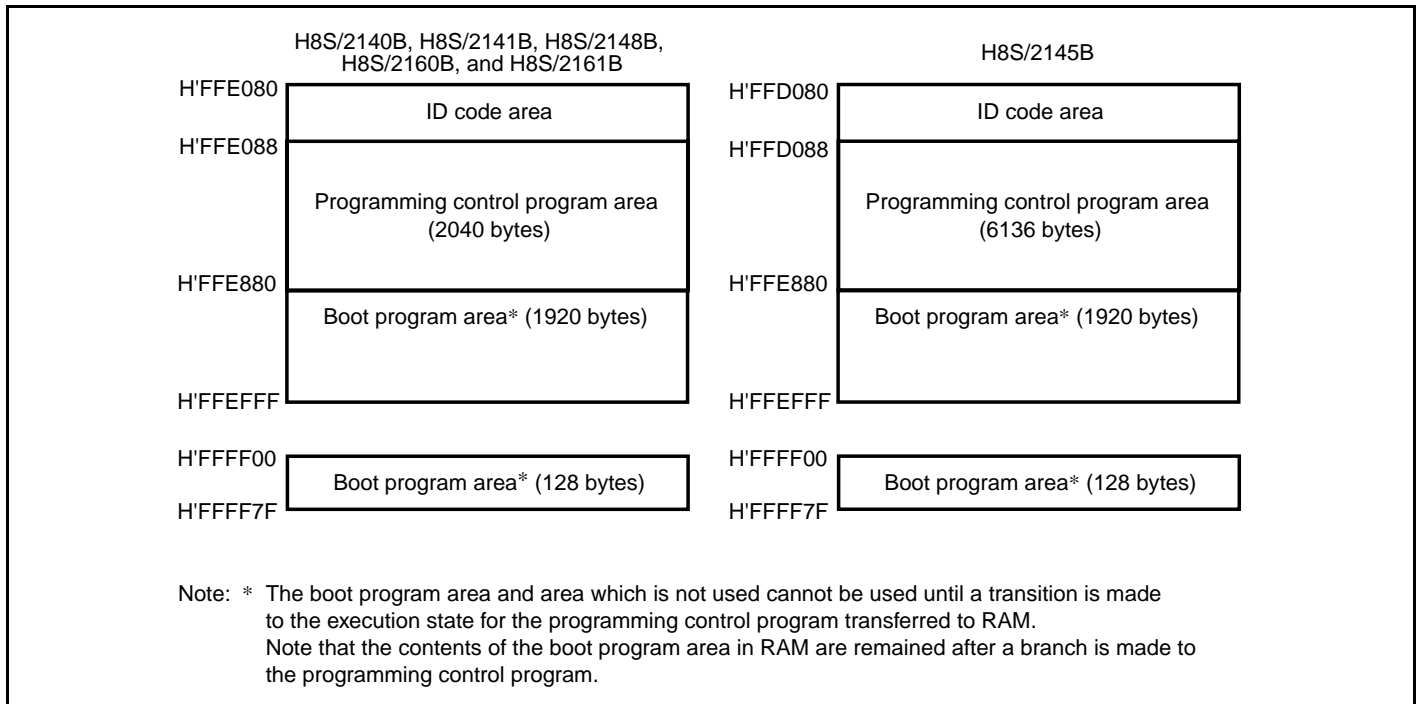 H8S/2140B, H8S/2141B, H8S/2148B,
H8S/2160B, and H8S/2161B
H'FFE080
ID code area
H'FFE088
Programming control program area
(2040 bytes)
H'FFE880
Boot program area* (1920 bytes)
H'FFEFFF
H'FFFF00
Boot program area* (128 bytes)
H'FFFF7F
H8S/2145B
H'FFD080
ID code area
H'FFD088
Programming control program area
(6136 bytes)
H'FFE880
Boot program area* (1920 bytes)
H'FFEFFF
H'FFFF00
Boot program area* (128 bytes)
H'FFFF7F
Note: * The boot program area and area which is not used cannot be used until a transition is made
to the execution state for the programming control program transferred to RAM.
Note that the contents of the boot program area in RAM are remained after a branch is made to
the programming control program.